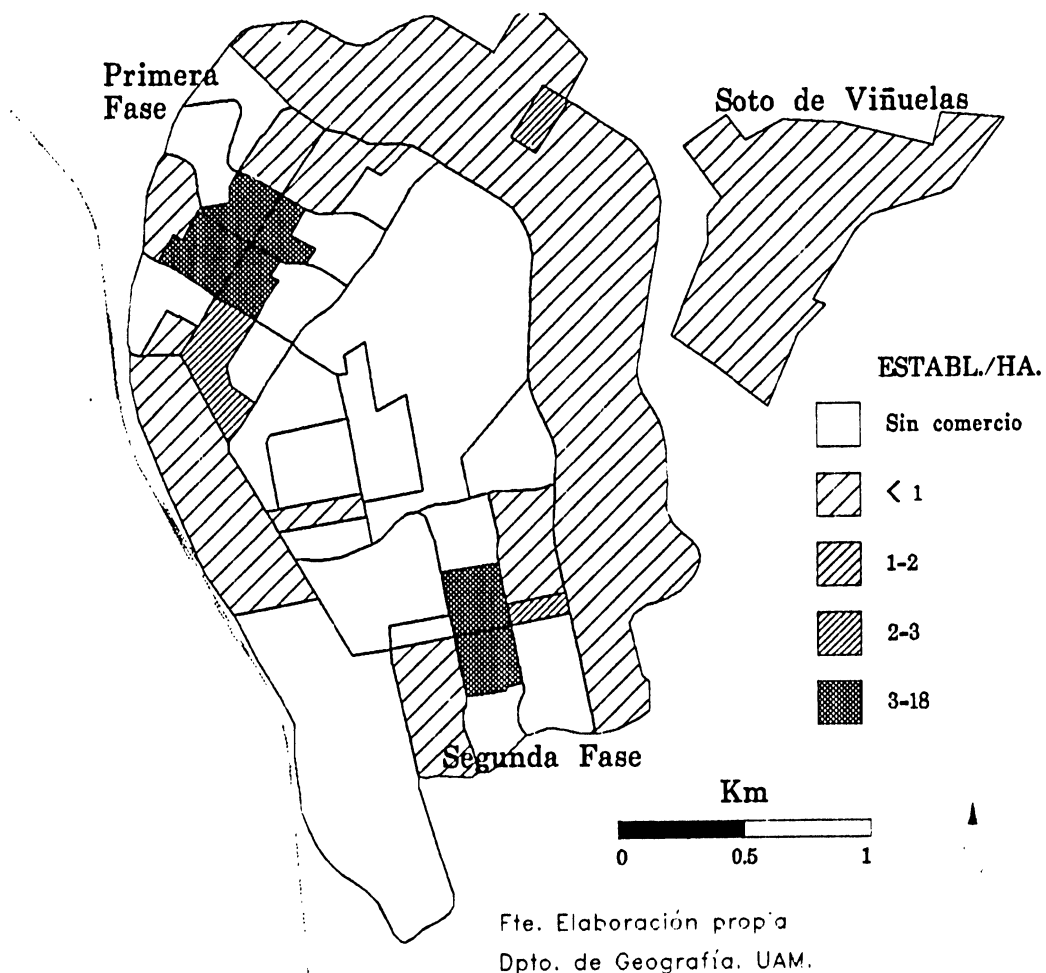 Primera
Fase
Soto de Viñuelas
ESTABL./HA.
Sin comercio
< 1
1-2
2-3
3-18
Segunda Fase
Km
0 0.5 1
Fte. Elaboración propia
Dpto. de Geografía. UAM.